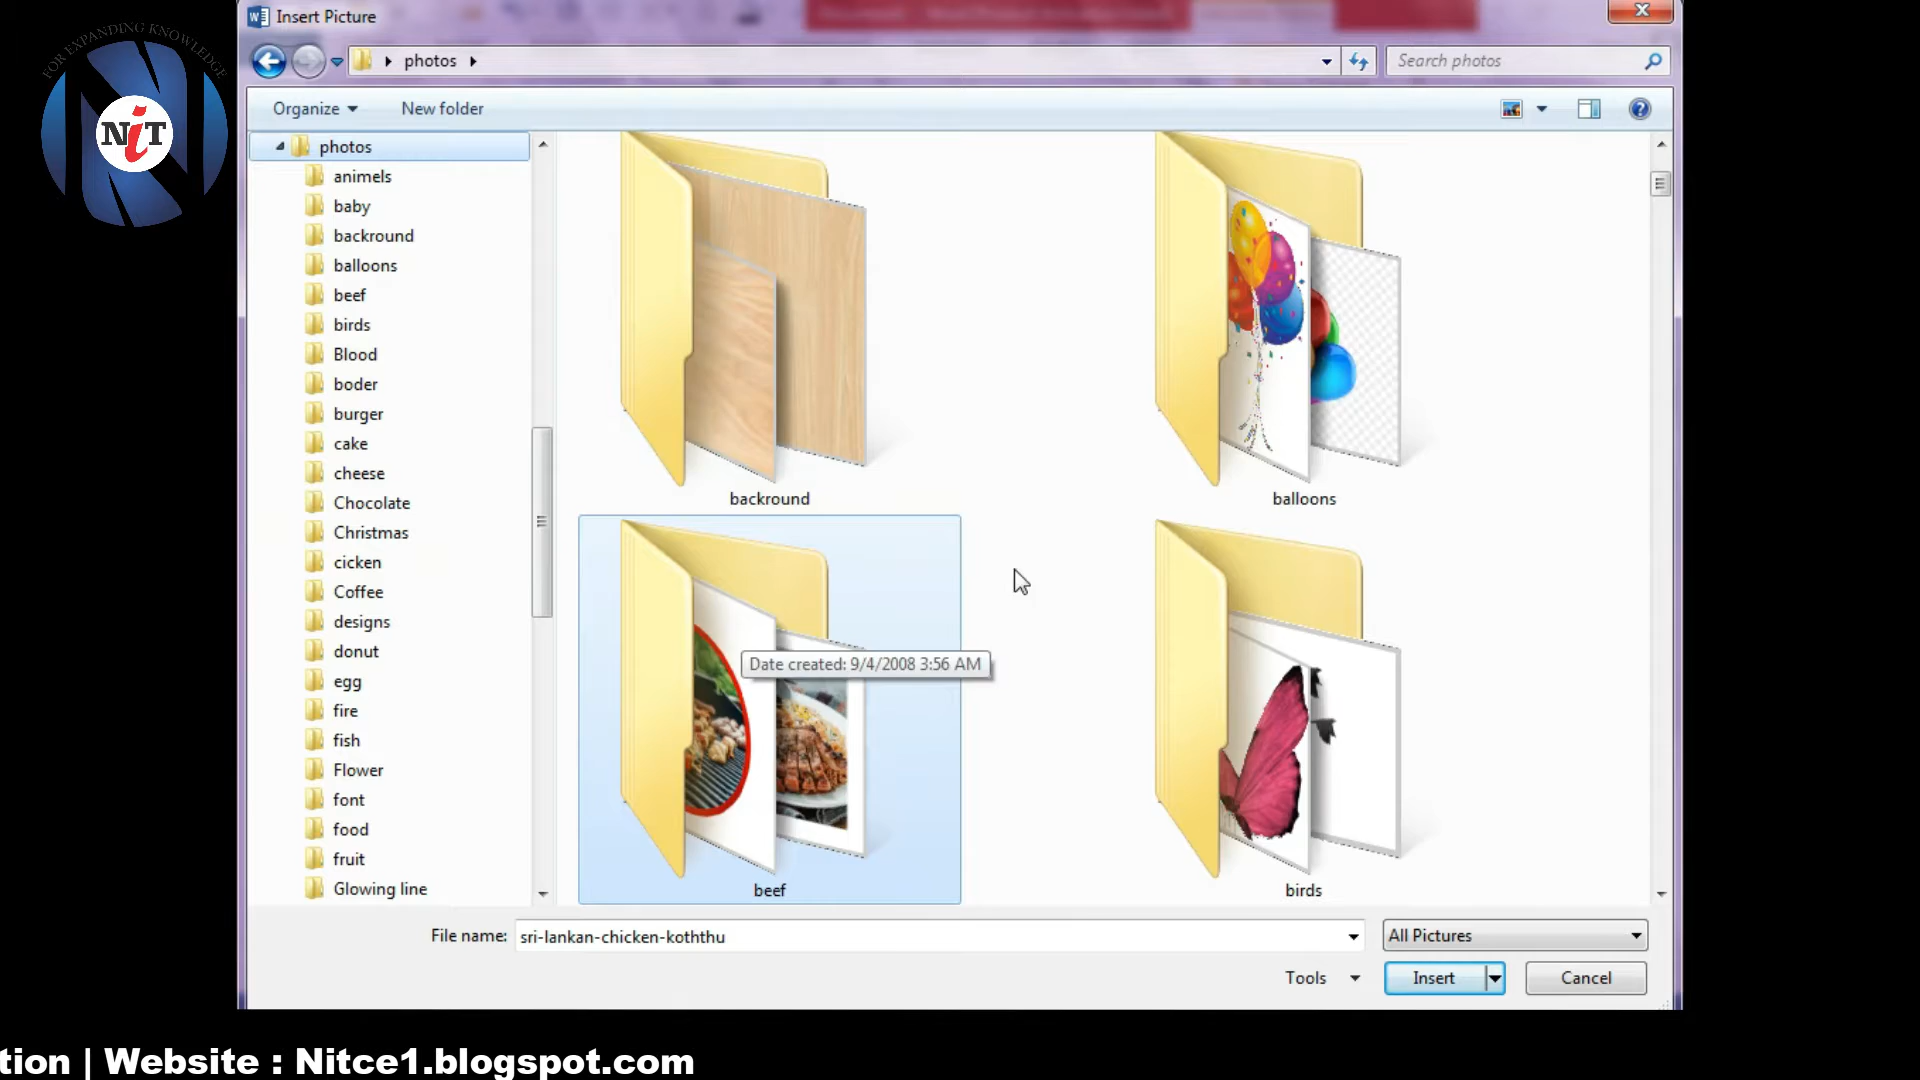 FOR EXPANDING KNOWLEDGE
NiT
Insert Picture
photos
Search photos
Organize
New folder
photos
animels
baby
backround
balloons
beef
birds
Blood
boder
burger
cake
cheese
Chocolate
Christmas
cicken
Coffee
designs
donut
egg
fire
fish
Flower
font
food
fruit
Glowing line
backround
balloons
Date created: 9/4/2008 3:56 AM
beef
birds
File name: sri-lankan-chicken-koththu
All Pictures
Tools
Insert
Cancel
tion | Website : Nitce1.blogspot.com